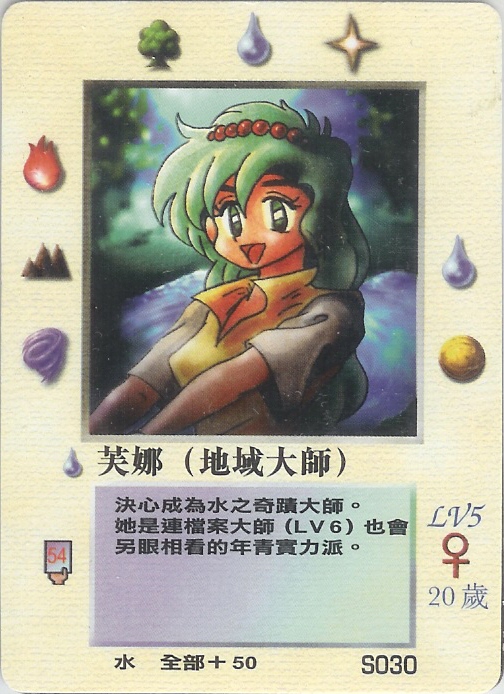 芙娜（地域大師）
決心成為水之奇蹟大師。
她是連檔案大師（LV6）也會
另眼相看的年青實力派。
54
LV5
♀
20歲
水 全部＋50
S030